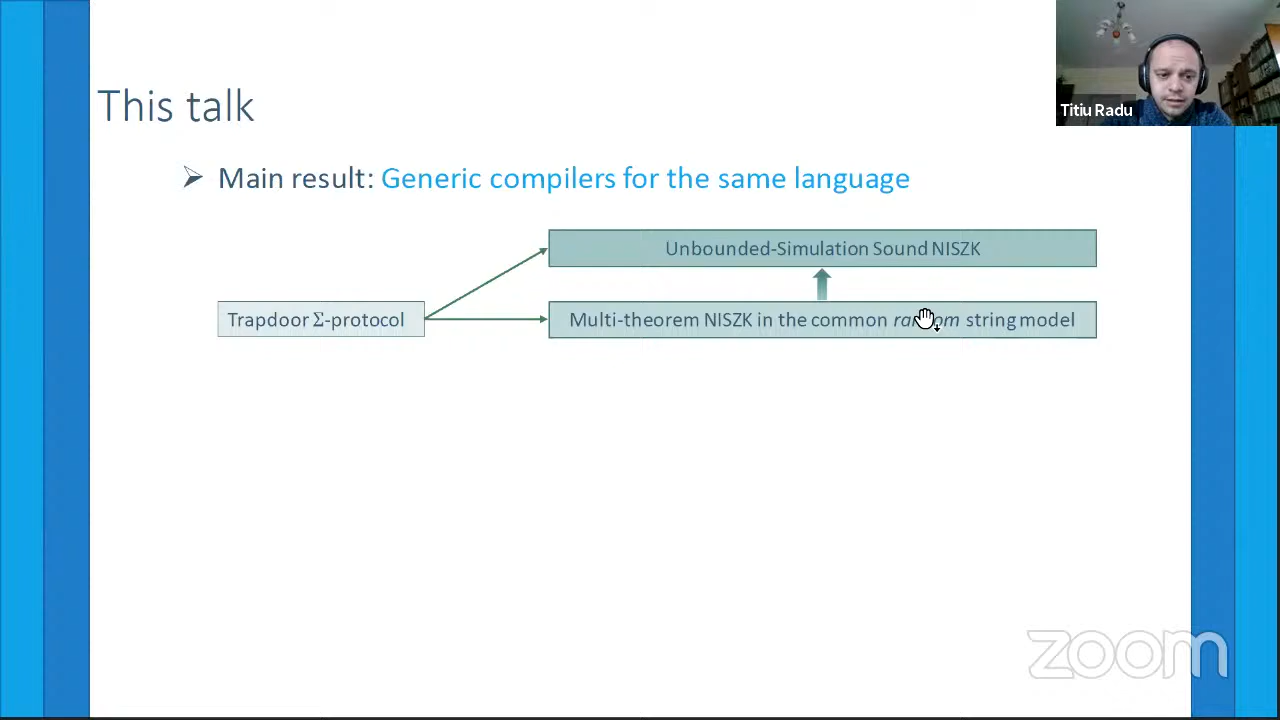 This talk
Titiu Radu
➢ Main result: Generic compilers for the same language
Unbounded-Simulation Sound NISZK
Trapdoor Σ-protocol
Multi-theorem NISZK in the common random string model
zoom